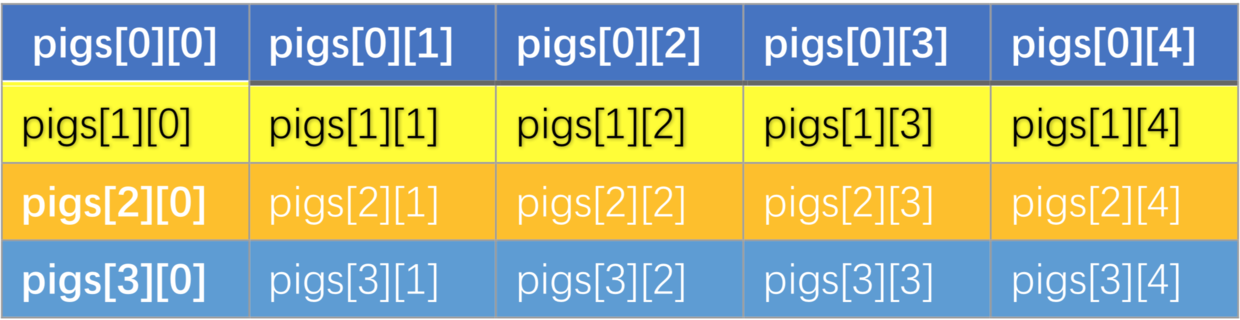 pigs[0][0] pigs[0][1] pigs[0][2] pigs[0][3] pigs[0][4]
pigs[1][0] pigs[1][1] pigs[1][2] pigs[1][3] pigs[1][4]
pigs[2][0] pigs[2][1] pigs[2][2] pigs[2][3] pigs[2][4]
pigs[3][0] pigs[3][1] pigs[3][2] pigs[3][3] pigs[3][4]